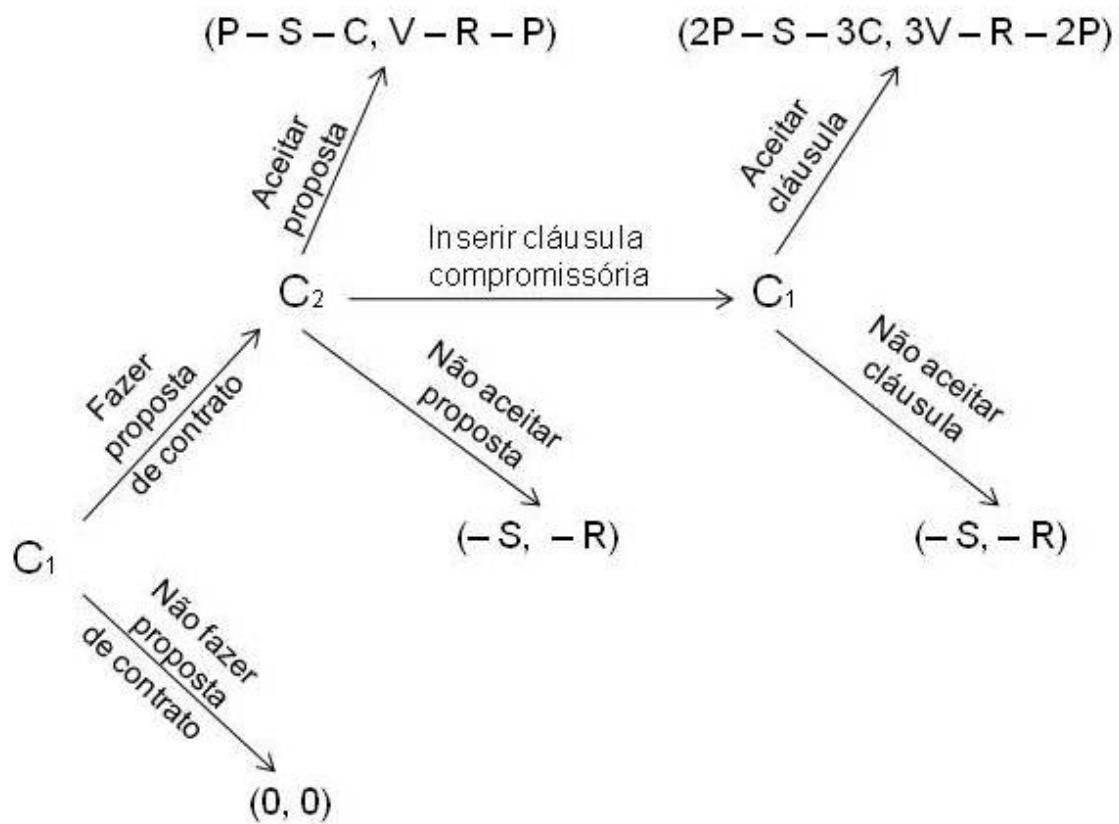 (P – S – C, V – R – P)
(2P – S – 3C, 3V – R – 2P)
Aceitar
proposta
Aceitar
cláusula
Inserir cláusula
compromissória
C₂
C₁
Fazer
proposta
de contrato
Não aceitar
proposta
Não aceitar
cláusula
(– S, – R)
(– S, – R)
C₁
Não fazer
proposta
de contrato
(0, 0)